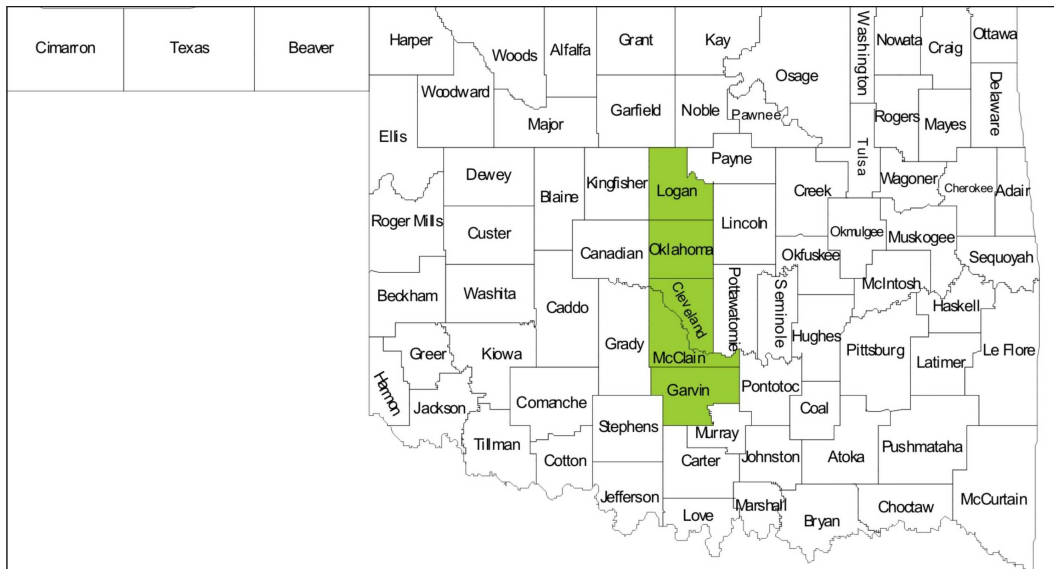 Cimarron
Texas
Beaver
Harper
Woods
Alfalfa
Grant
Kay
Osage
Washington
Nowata
Craig
Ottawa
Woodward
Ellis
Major
Garfield
Noble
Pawnee
Rogers
Mayes
Delaware
Tulsa
Dewey
Blaine
Kingfisher
Logan
Payne
Creek
Wagoner
Cherokee
Adair
Roger Mills
Custer
Canadian
Oklahoma
Lincoln
Okmulgee
Muskogee
Okfuskee
Sequoyah
Beckham
Washita
Caddo
Cleveland
Pottawatomie
Seminole
McIntosh
Haskell
Hughes
Greer
Kiowa
Grady
McClain
Pittsburg
Latimer
Le Flore
Harmon
Jackson
Comanche
Garvin
Pontotoc
Coal
Tillman
Stephens
Murray
Cotton
Carter
Johnston
Atoka
Pushmataha
Jefferson
Love
Marshall
Bryan
Choctaw
McCurtain